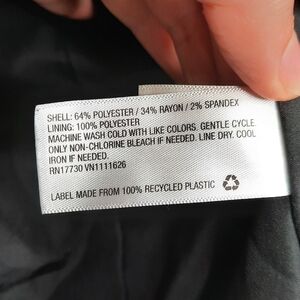 SHELL: 64% POLYESTER / 34% RAYON / 2% SPANDEX
LINING: 100% POLYESTER
MACHINE WASH COLD WITH LIKE COLORS, GENTLE CYCLE.
ONLY NON-CHLORINE BLEACH IF NEEDED. LINE DRY. COOL
IRON IF NEEDED.
RN17730 VN1111626
LABEL MADE FROM 100% RECYCLED PLASTIC